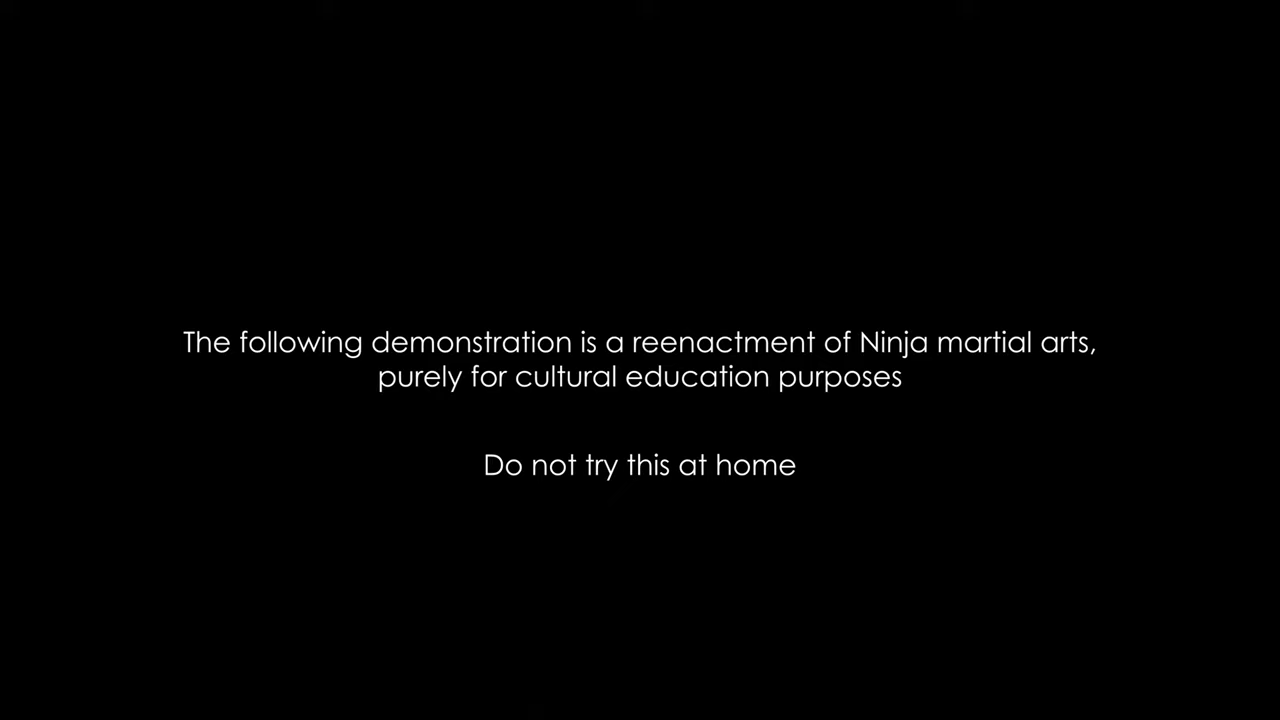 The following demonstration is a reenactment of Ninja martial arts,
purely for cultural education purposes
Do not try this at home